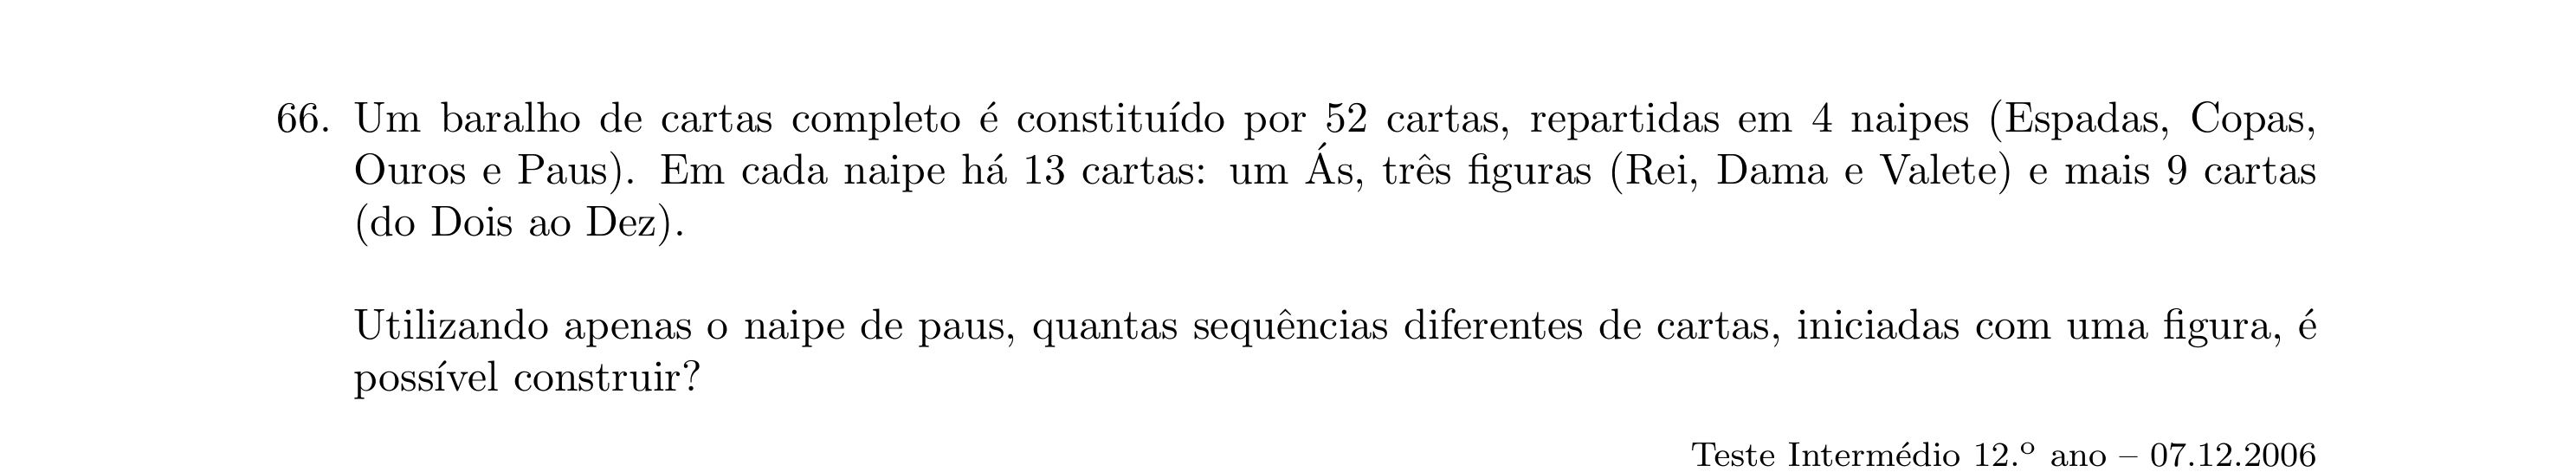 66. Um baralho de cartas completo é constituído por 52 cartas, repartidas em 4 naipes (Espadas, Copas,
Ouros e Paus). Em cada naipe há 13 cartas: um Ás, três figuras (Rei, Dama e Valete) e mais 9 cartas
(do Dois ao Dez).
Utilizando apenas o naipe de paus, quantas sequências diferentes de cartas, iniciadas com uma figura, é
possível construir?
Teste Intermédio 12.º ano – 07.12.2006